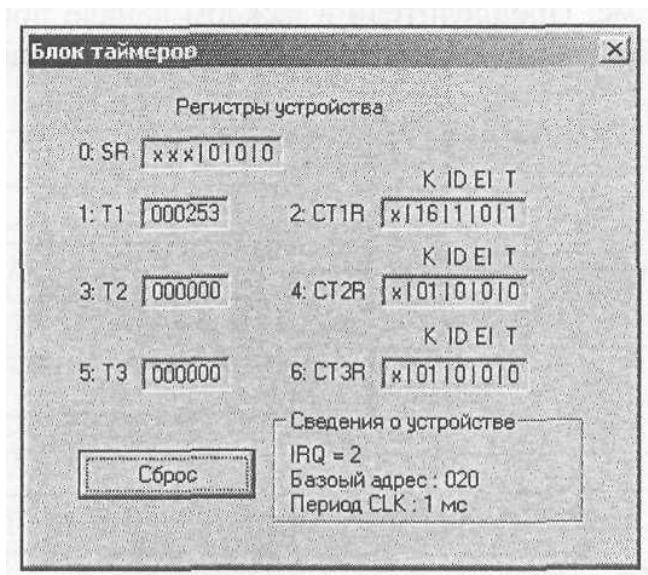 Блок таймеров
Регистры устройства
0: SR xxx|0|0|0
K ID EI T
1: T1 000253 2: CT1R x|16|1|0|1
K ID EI T
3: T2 000000 4: CT2R x|01|0|0|0
K ID EI T
5: T3 000000 6: CT3R x|01|0|0|0
Сведения о устройстве
IRQ = 2
Базоый адрес : 020
Период CLK : 1 мс
Сброс